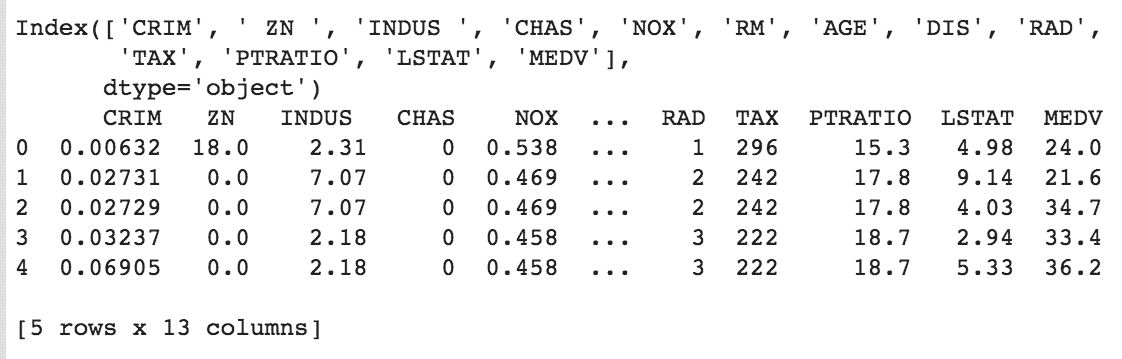 Index(['CRIM', ' ZN ', 'INDUS ', 'CHAS', 'NOX', 'RM', 'AGE', 'DIS', 'RAD',
       'TAX', 'PTRATIO', 'LSTAT', 'MEDV'],
      dtype='object')
      CRIM   ZN   INDUS   CHAS    NOX  ...  RAD  TAX  PTRATIO  LSTAT  MEDV
0  0.00632  18.0    2.31     0  0.538  ...    1  296     15.3   4.98  24.0
1  0.02731   0.0    7.07     0  0.469  ...    2  242     17.8   9.14  21.6
2  0.02729   0.0    7.07     0  0.469  ...    2  242     17.8   4.03  34.7
3  0.03237   0.0    2.18     0  0.458  ...    3  222     18.7   2.94  33.4
4  0.06905   0.0    2.18     0  0.458  ...    3  222     18.7   5.33  36.2
[5 rows x 13 columns]